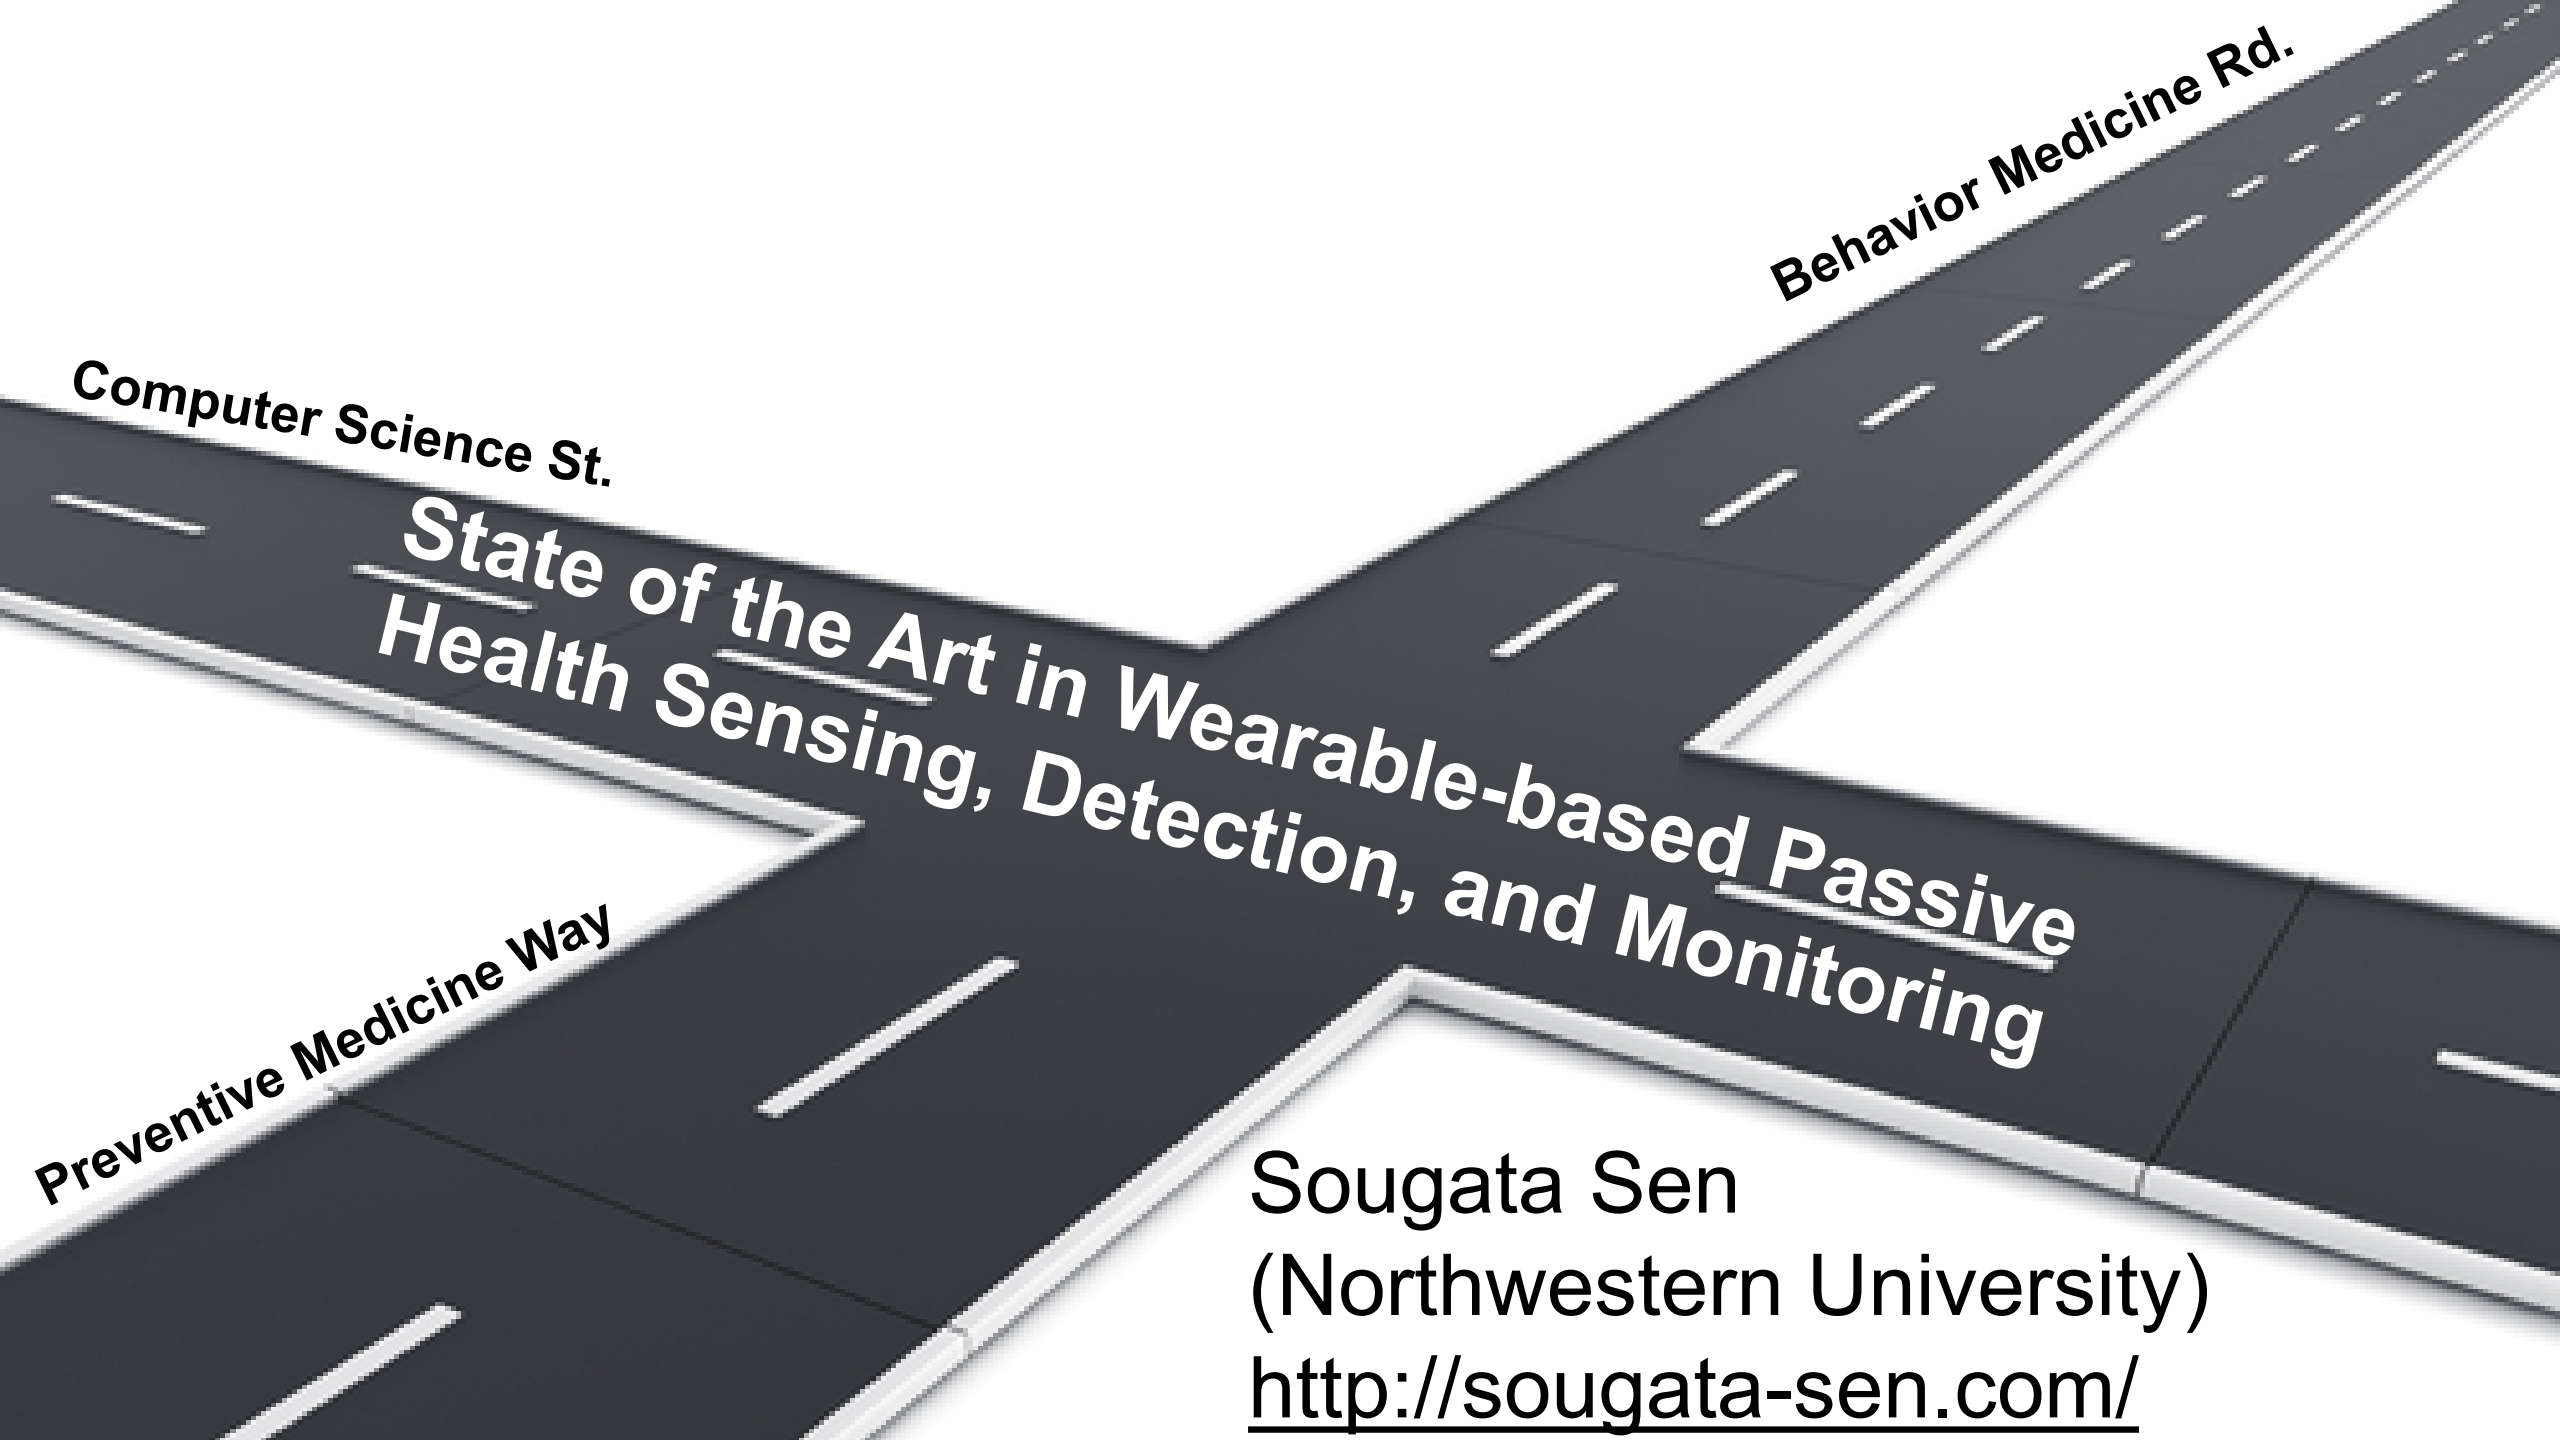 Behavior Medicine Rd.
Computer Science St.
State of the Art in Wearable-based Passive
Health Sensing, Detection, and Monitoring
Preventive Medicine Way
Sougata Sen
(Northwestern University)
http://sougata-sen.com/